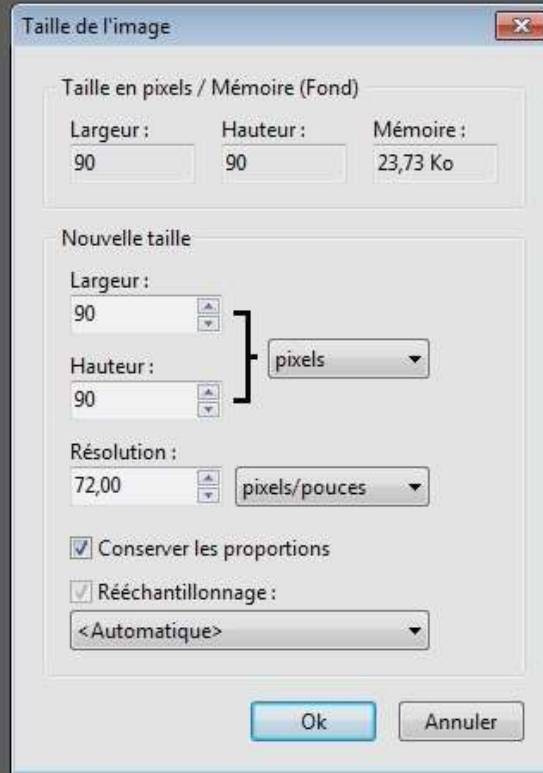 Taille de l'image
Taille en pixels / Mémoire (Fond)
Largeur : Hauteur : Mémoire :
90 90 23,73 Ko
Nouvelle taille
Largeur :
90
pixels
Hauteur :
90
Résolution :
72,00 pixels/pouces
Conserver les proportions
Rééchantillonnage :
<Automatique>
Ok Annuler